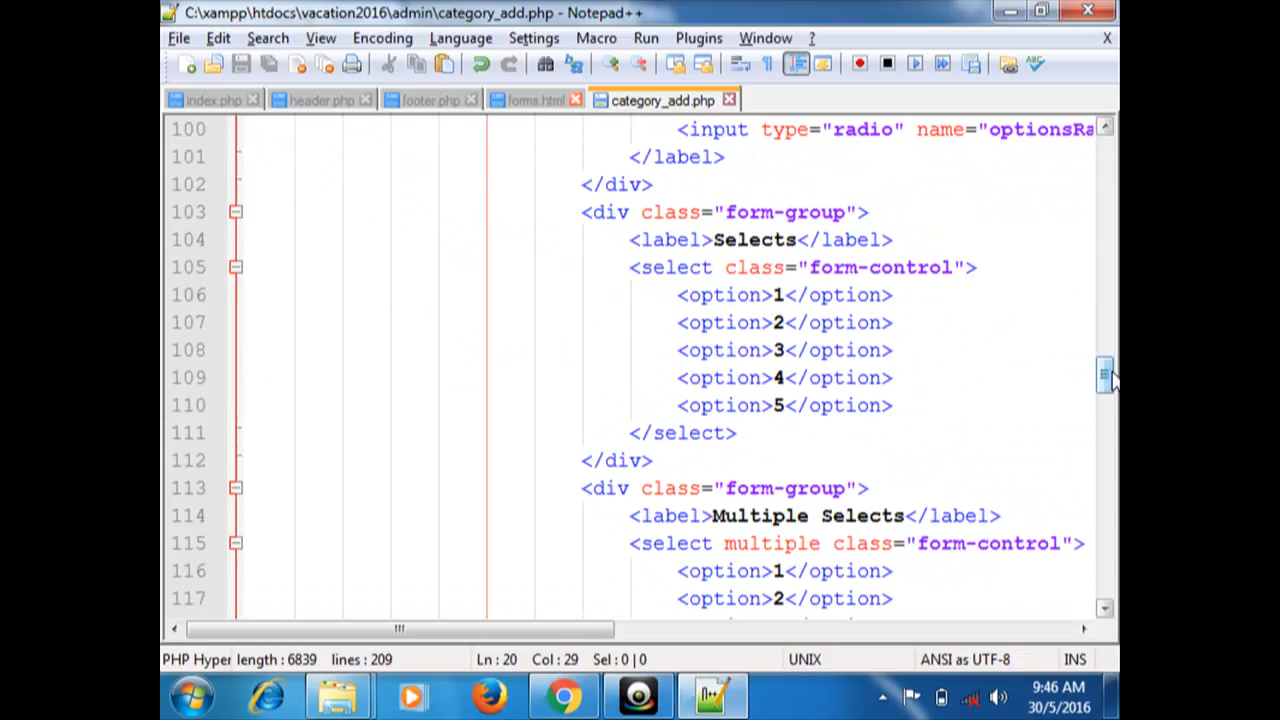 C:\xampp\htdocs\vacation2016\admin\category_add.php - Notepad++
File Edit Search View Encoding Language Settings Macro Run Plugins Window ? X
index.php header.php footer.php forms.html category_add.php
100 <input type="radio" name="optionsRa
101 </label>
102 </div>
103 <div class="form-group">
104 <label>Selects</label>
105 <select class="form-control">
106 <option>1</option>
107 <option>2</option>
108 <option>3</option>
109 <option>4</option>
110 <option>5</option>
111 </select>
112 </div>
113 <div class="form-group">
114 <label>Multiple Selects</label>
115 <select multiple class="form-control">
116 <option>1</option>
117 <option>2</option>
PHP Hyper length : 6839 lines : 209 Ln : 20 Col : 29 Sel : 0 | 0 UNIX ANSI as UTF-8 INS
9:46 AM
30/5/2016